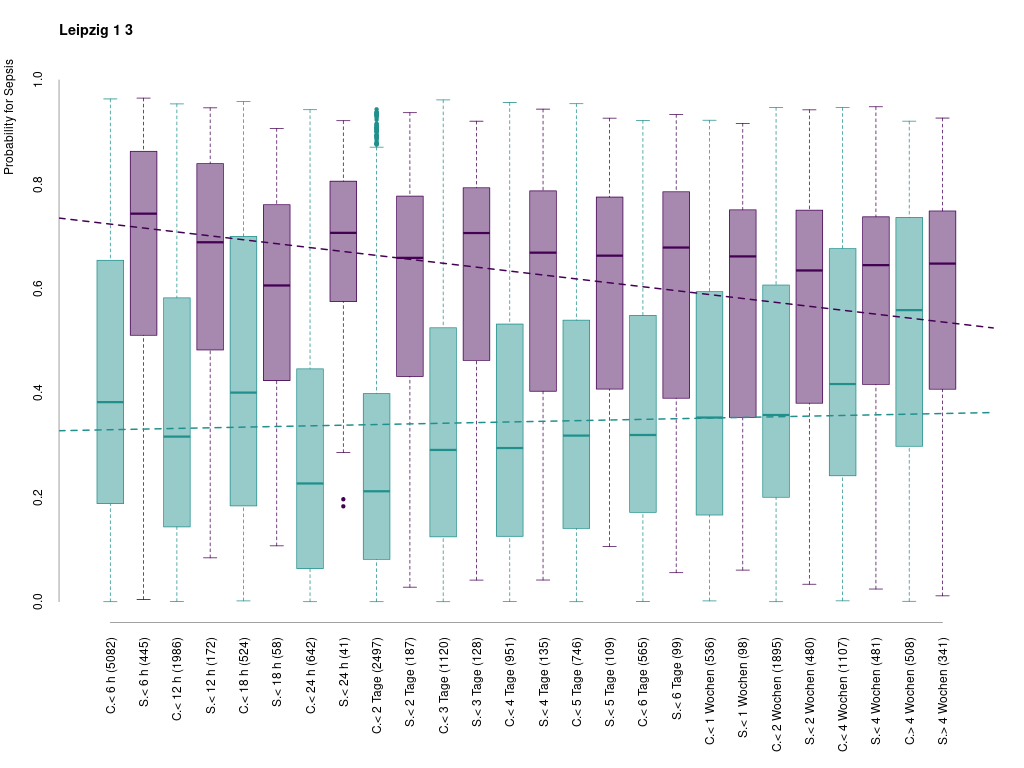 Leipzig 1 3
Probability for Sepsis
1.0
0.8
0.6
0.4
0.2
0.0
C.< 6 h (5082)
S.< 6 h (445)
C.< 12 h (1986)
S.< 12 h (172)
C.< 18 h (524)
S.< 18 h (58)
C.< 24 h (642)
S.< 24 h (41)
C.< 2 Tage (2497)
S.< 2 Tage (187)
C.< 3 Tage (1120)
S.< 3 Tage (128)
C.< 4 Tage (951)
S.< 4 Tage (135)
C.< 5 Tage (746)
S.< 5 Tage (109)
C.< 6 Tage (565)
S.< 6 Tage (99)
C.< 1 Wochen (536)
S.< 1 Wochen (98)
C.< 2 Wochen (1895)
S.< 2 Wochen (480)
C.< 4 Wochen (1107)
S.< 4 Wochen (481)
C.> 4 Wochen (508)
S.> 4 Wochen (341)